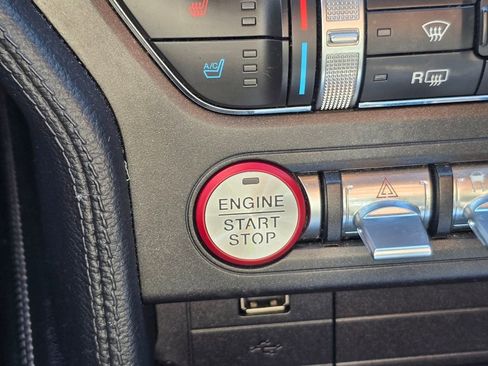 A/C
R
ENGINE
START
STOP